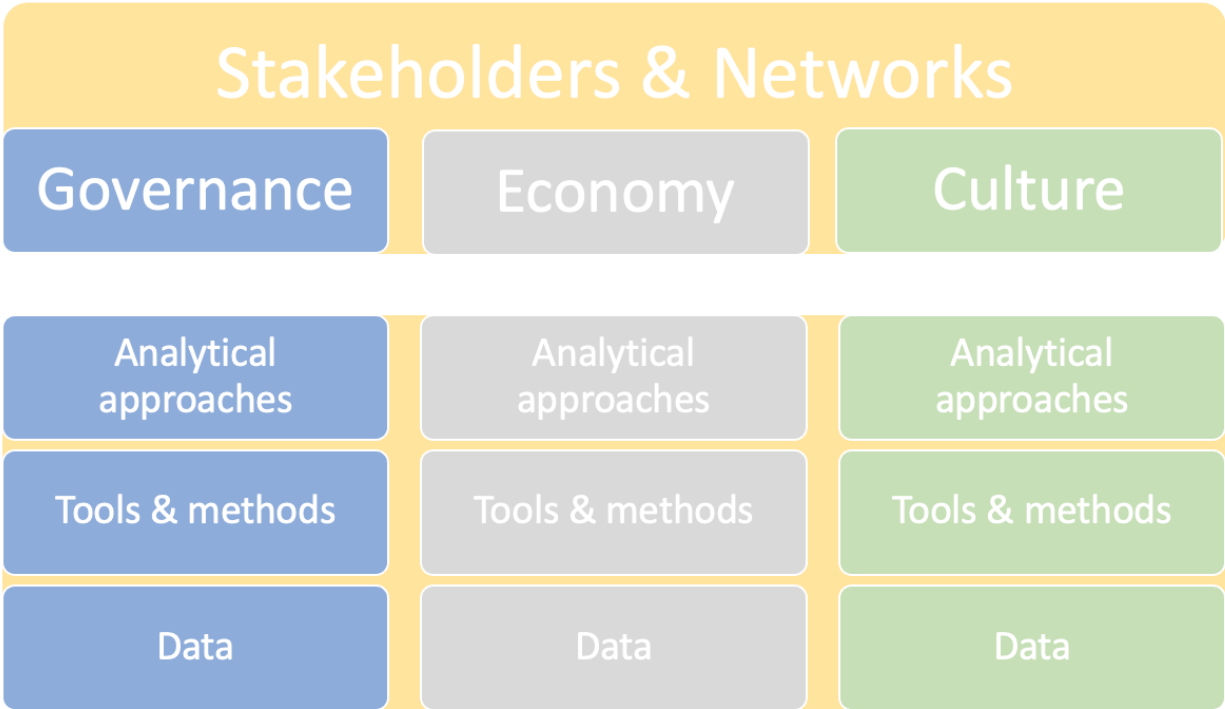 Stakeholders & Networks
Governance
Economy
Culture
Analytical
approaches
Analytical
approaches
Analytical
approaches
Tools & methods
Tools & methods
Tools & methods
Data
Data
Data